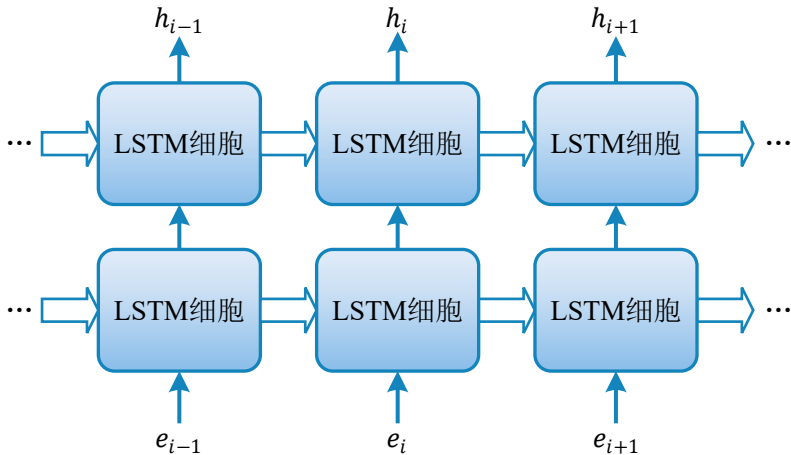 h_{i-1} h_i h_{i+1}
... LSTM细胞 LSTM细胞 LSTM细胞 ...
... LSTM细胞 LSTM细胞 LSTM细胞 ...
e_{i-1} e_i e_{i+1}